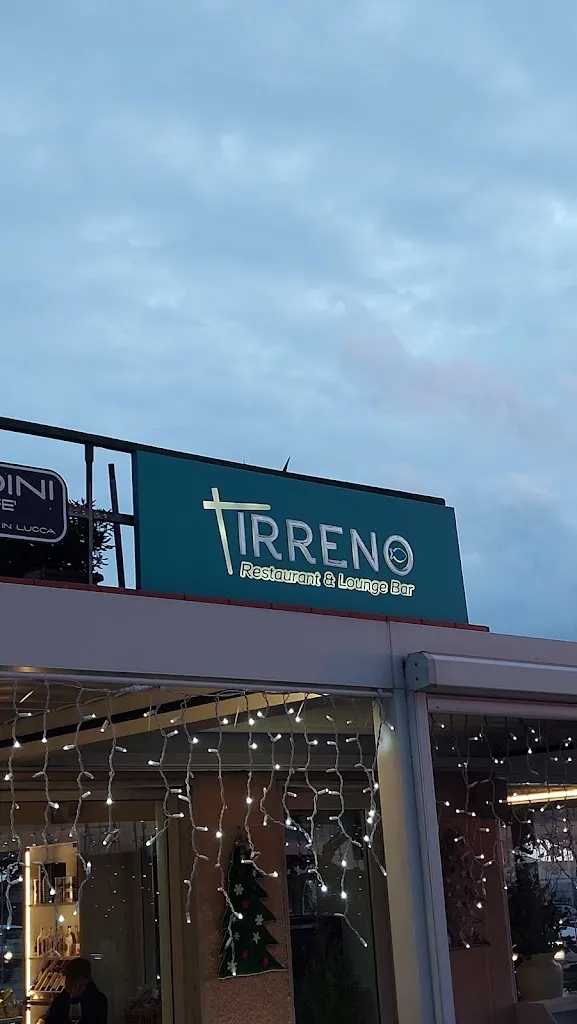 DINI
IN LUCCA
TIRRENO
Restaurant & Lounge Bar